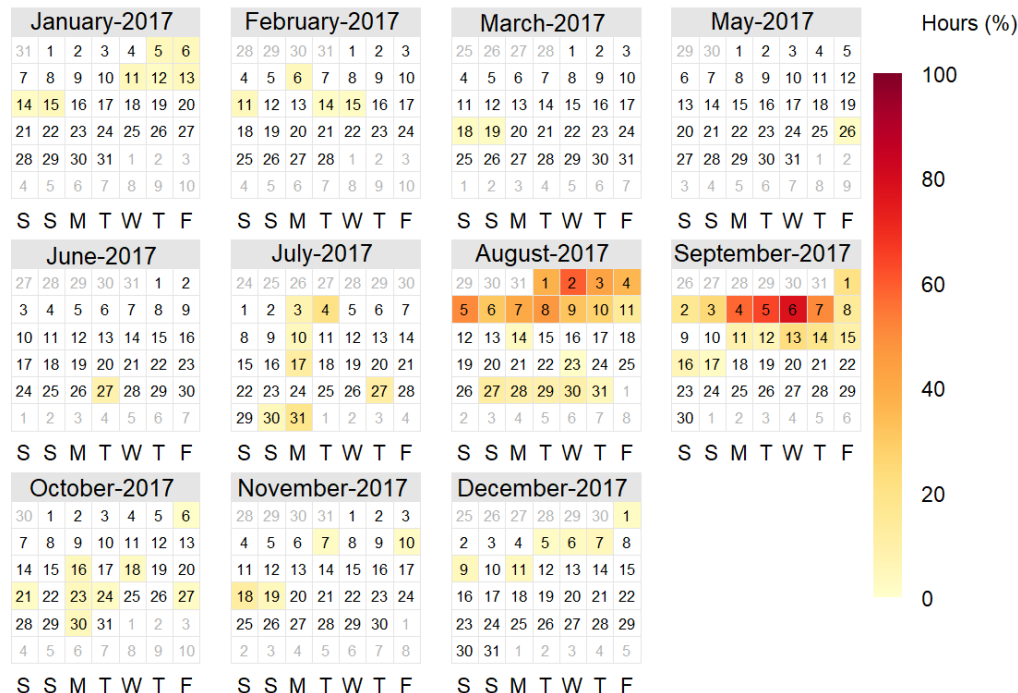 January-2017
31 1 2 3 4 5 6
7 8 9 10 11 12 13
14 15 16 17 18 19 20
21 22 23 24 25 26 27
28 29 30 31 1 2 3
4 5 6 7 8 9 10
S S M T W T F
February-2017
28 29 30 31 1 2 3
4 5 6 7 8 9 10
11 12 13 14 15 16 17
18 19 20 21 22 23 24
25 26 27 28 1 2 3
4 5 6 7 8 9 10
S S M T W T F
March-2017
25 26 27 28 1 2 3
4 5 6 7 8 9 10
11 12 13 14 15 16 17
18 19 20 21 22 23 24
25 26 27 28 29 30 31
1 2 3 4 5 6 7
S S M T W T F
May-2017
29 30 1 2 3 4 5
6 7 8 9 10 11 12
13 14 15 16 17 18 19
20 21 22 23 24 25 26
27 28 29 30 31 1 2
3 4 5 6 7 8 9
S S M T W T F
June-2017
27 28 29 30 31 1 2
3 4 5 6 7 8 9
10 11 12 13 14 15 16
17 18 19 20 21 22 23
24 25 26 27 28 29 30
1 2 3 4 5 6 7
S S M T W T F
July-2017
24 25 26 27 28 29 30
1 2 3 4 5 6 7
8 9 10 11 12 13 14
15 16 17 18 19 20 21
22 23 24 25 26 27 28
29 30 31 1 2 3 4
S S M T W T F
August-2017
29 30 31 1 2 3 4
5 6 7 8 9 10 11
12 13 14 15 16 17 18
19 20 21 22 23 24 25
26 27 28 29 30 31 1
2 3 4 5 6 7 8
S S M T W T F
September-2017
26 27 28 29 30 31 1
2 3 4 5 6 7 8
9 10 11 12 13 14 15
16 17 18 19 20 21 22
23 24 25 26 27 28 29
30 1 2 3 4 5 6
S S M T W T F
October-2017
30 1 2 3 4 5 6
7 8 9 10 11 12 13
14 15 16 17 18 19 20
21 22 23 24 25 26 27
28 29 30 31 1 2 3
4 5 6 7 8 9 10
S S M T W T F
November-2017
28 29 30 31 1 2 3
4 5 6 7 8 9 10
11 12 13 14 15 16 17
18 19 20 21 22 23 24
25 26 27 28 29 30 1
2 3 4 5 6 7 8
S S M T W T F
December-2017
25 26 27 28 29 30 1
2 3 4 5 6 7 8
9 10 11 12 13 14 15
16 17 18 19 20 21 22
23 24 25 26 27 28 29
30 31 1 2 3 4 5
S S M T W T F
Hours (%)
100
80
60
40
20
0